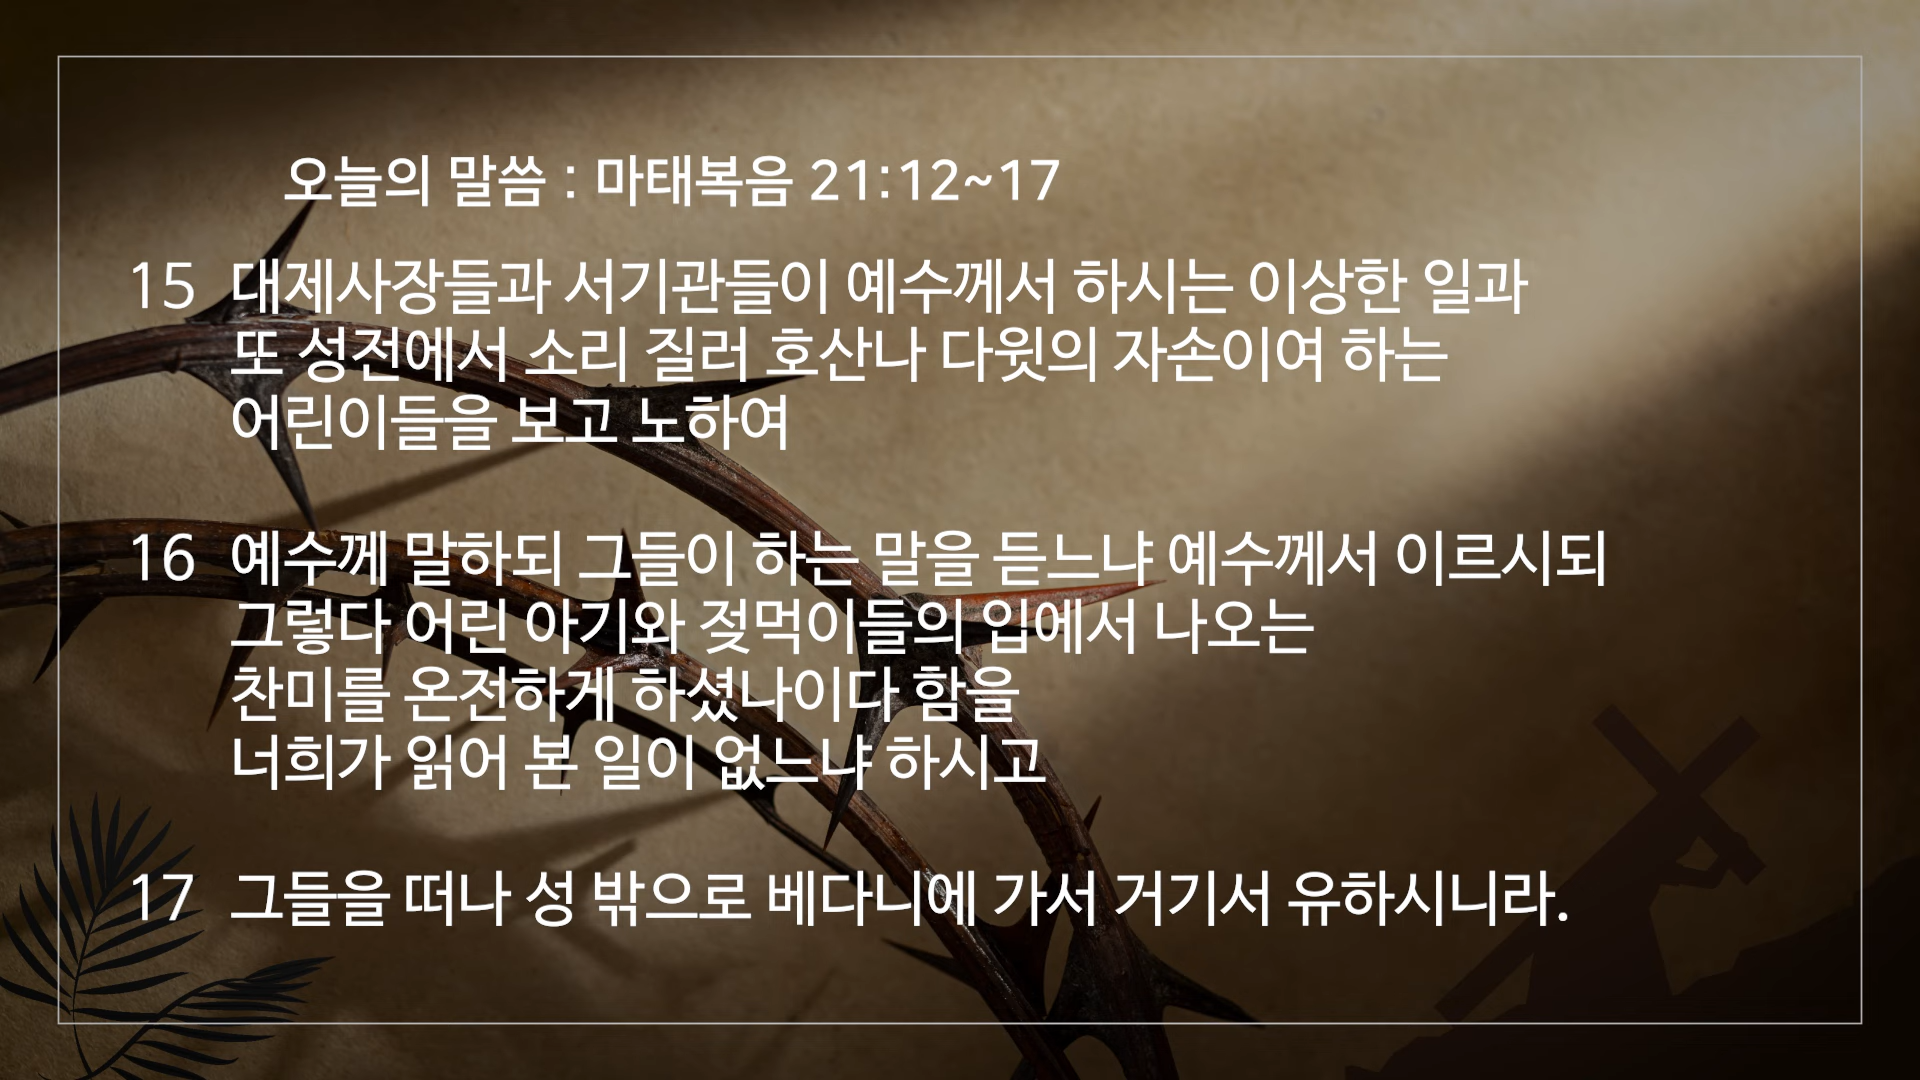 오늘의 말씀 : 마태복음 21:12~17
15 대제사장들과 서기관들이 예수께서 하시는 이상한 일과
또 성전에서 소리 질러 호산나 다윗의 자손이여 하는
어린이들을 보고 노하여
16 예수께 말하되 그들이 하는 말을 듣느냐 예수께서 이르시되
그렇다 어린 아기와 젖먹이들의 입에서 나오는
찬미를 온전하게 하셨나이다 함을
너희가 읽어 본 일이 없느냐 하시고
17 그들을 떠나 성 밖으로 베다니에 가서 거기서 유하시니라.